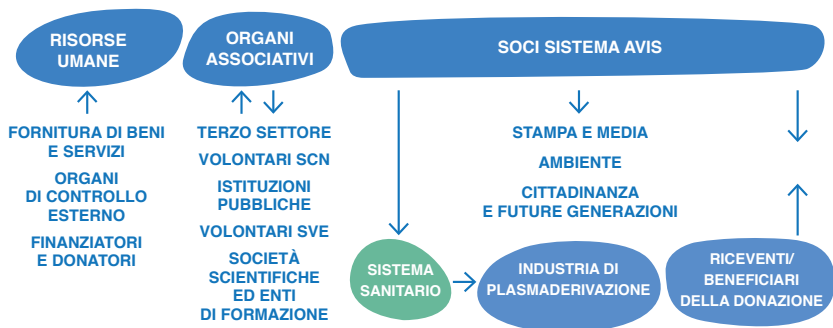 RISORSE
UMANE
ORGANI
ASSOCIATIVI
SOCI SISTEMA AVIS
FORNITURA DI BENI
E SERVIZI
ORGANI
DI CONTROLLO
ESTERNO
FINANZIATORI
E DONATORI
TERZO SETTORE
VOLONTARI SCN
ISTITUZIONI
PUBBLICHE
VOLONTARI SVE
SOCIETÀ
SCIENTIFICHE
ED ENTI
DI FORMAZIONE
STAMPA E MEDIA
AMBIENTE
CITTADINANZA
E FUTURE GENERAZIONI
SISTEMA
SANITARIO
INDUSTRIA DI
PLASMADERIVAZIONE
RICEVENTI/
BENEFICIARI
DELLA DONAZIONE